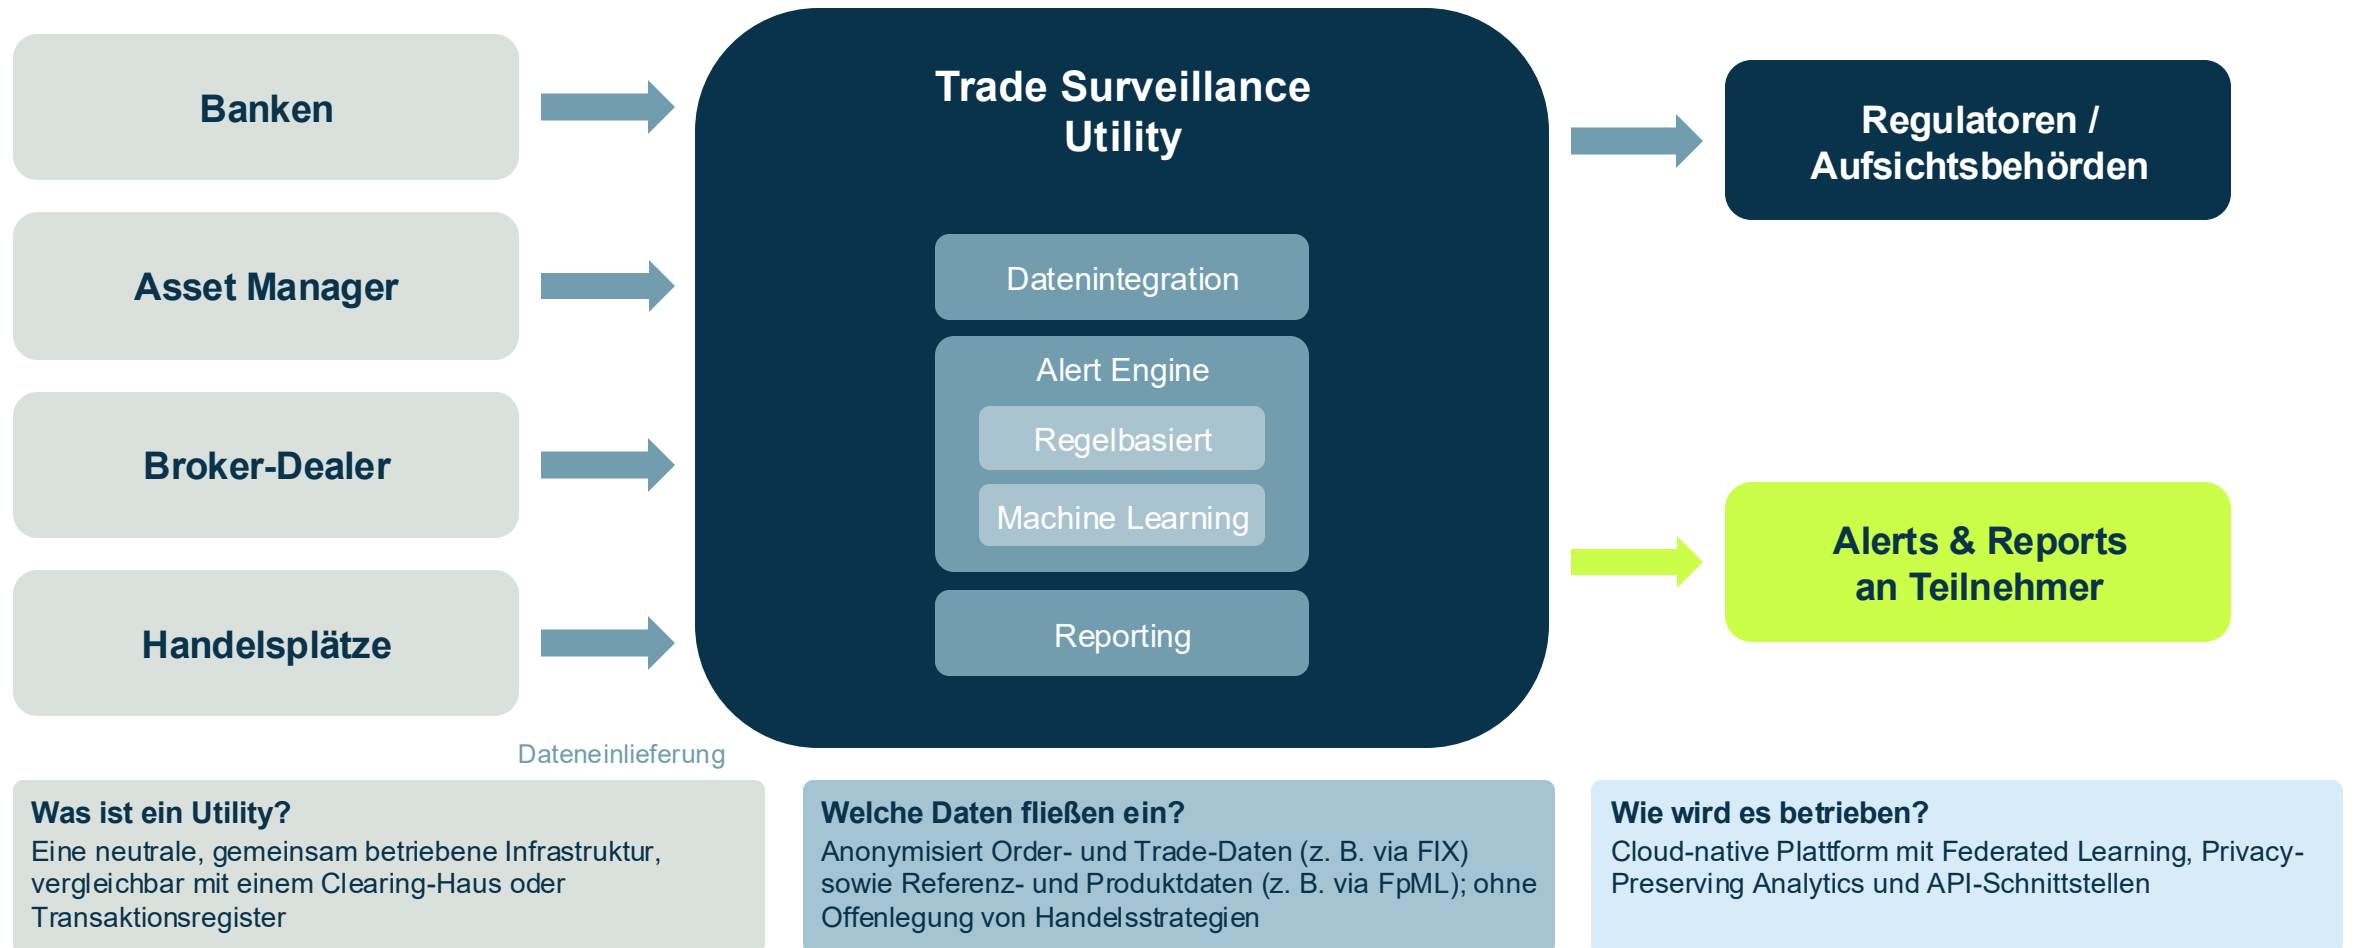 Banken
Asset Manager
Broker-Dealer
Handelsplätze
Dateneinlieferung
Trade Surveillance
Utility
Datenintegration
Alert Engine
Regelbasiert
Machine Learning
Reporting
Regulatoren /
Aufsichtsbehörden
Alerts & Reports
an Teilnehmer
Was ist ein Utility?
Eine neutrale, gemeinsam betriebene Infrastruktur,
vergleichbar mit einem Clearing-Haus oder
Transaktionsregister
Welche Daten fließen ein?
Anonymisiert Order- und Trade-Daten (z. B. via FIX)
sowie Referenz- und Produktdaten (z. B. via FpML); ohne
Offenlegung von Handelsstrategien
Wie wird es betrieben?
Cloud-native Plattform mit Federated Learning, Privacy-
Preserving Analytics und API-Schnittstellen